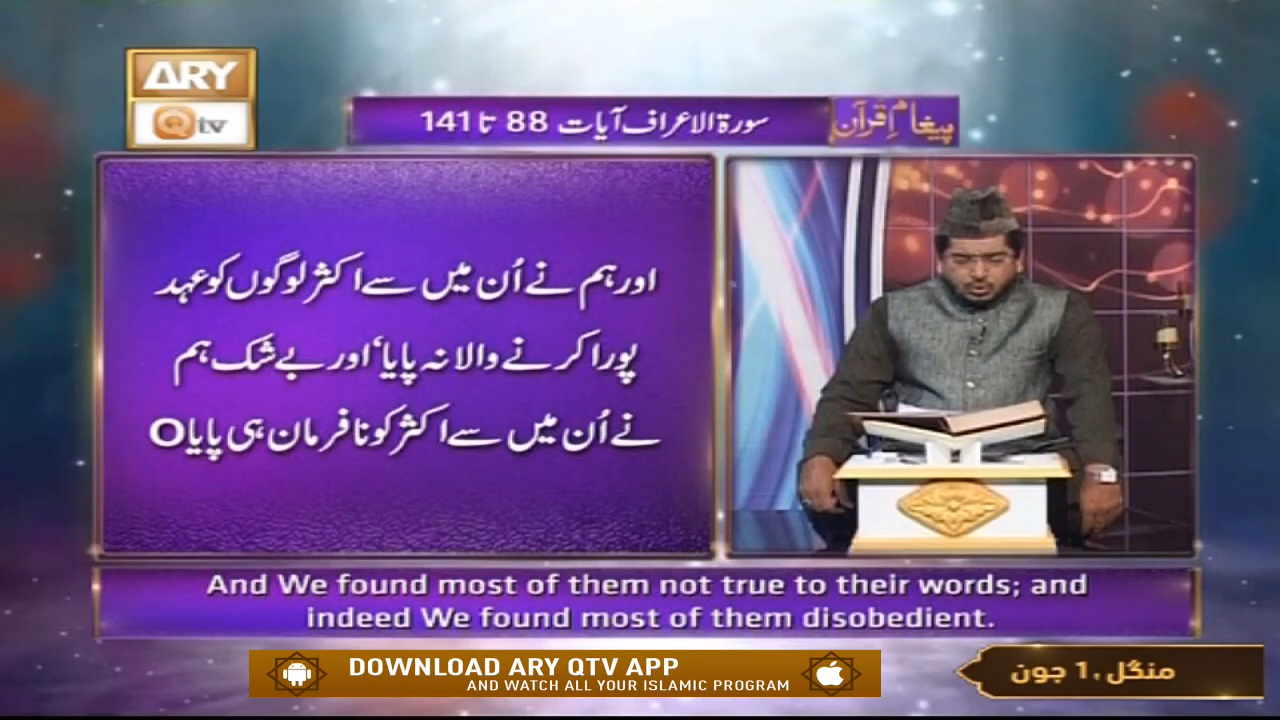 ARY
Qtv
پیغامِ قرآن
سورۃ الاعراف آیات 88 تا 141
اور ہم نے اُن میں سے اکثر لوگوں کو عہد
پورا کرنے والا نہ پایا، اور بے شک ہم
نے اُن میں سے اکثر کو نافرمان ہی پایا O
And We found most of them not true to their words; and
indeed We found most of them disobedient.
DOWNLOAD ARY QTV APP
AND WATCH ALL YOUR ISLAMIC PROGRAM
منگل، 1 جون